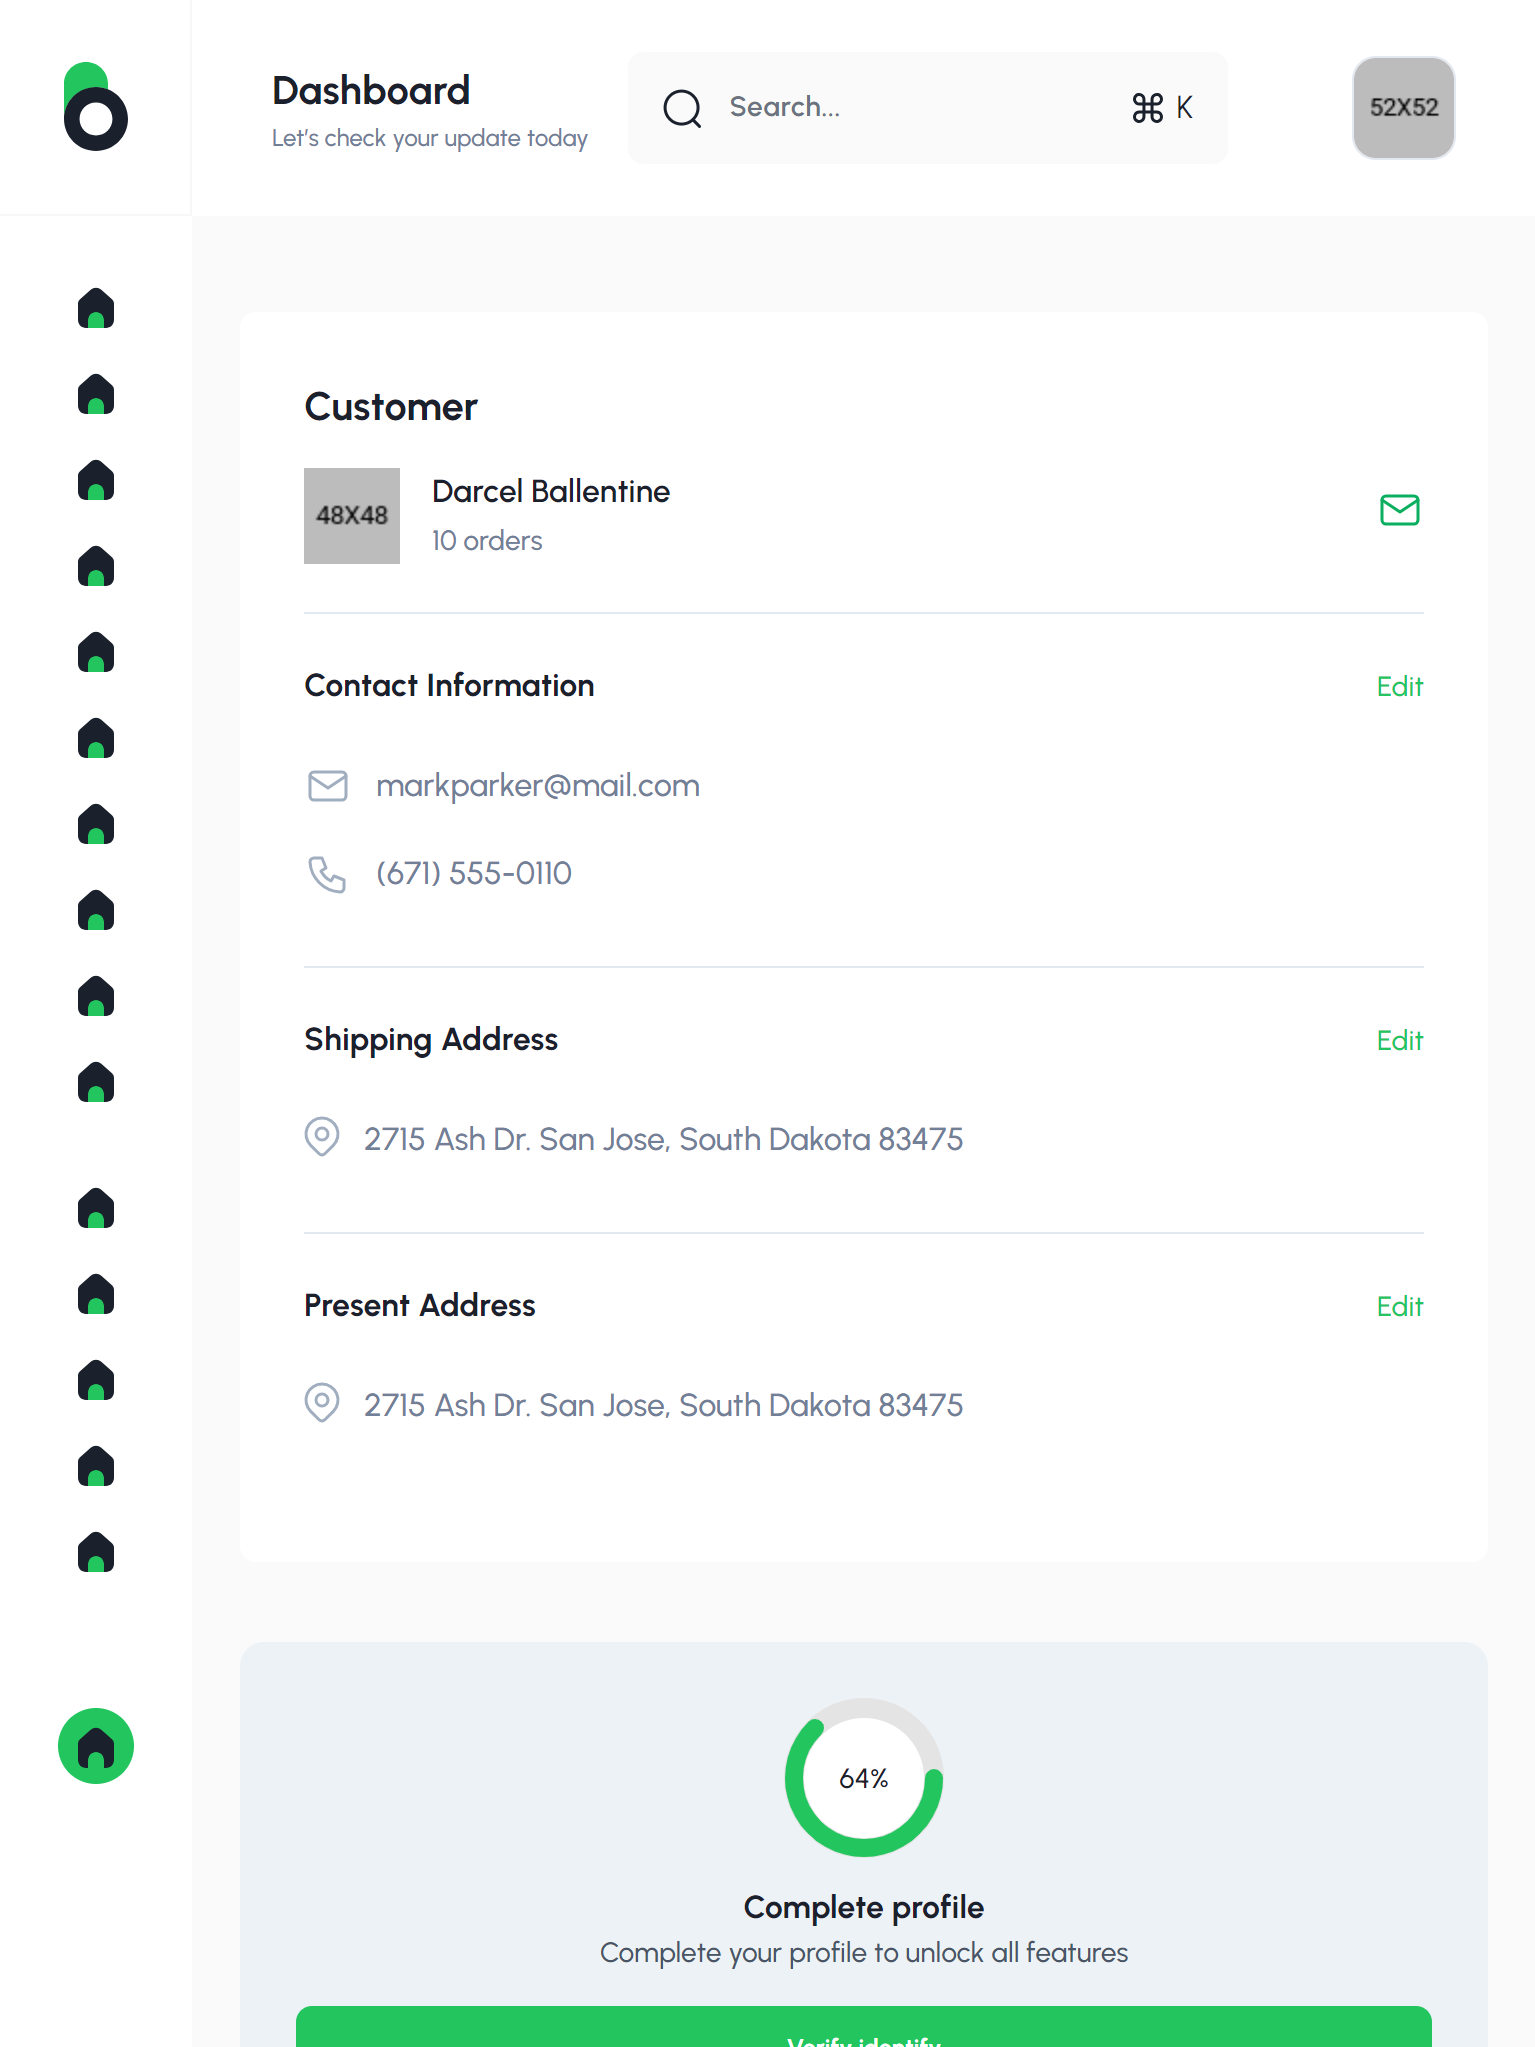 Dashboard
Let's check your update today
Search...
⌘ K
52X52
Customer
48X48
Darcel Ballentine
10 orders
Contact Information
Edit
markparker@mail.com
(671) 555-0110
Shipping Address
Edit
2715 Ash Dr. San Jose, South Dakota 83475
Present Address
Edit
2715 Ash Dr. San Jose, South Dakota 83475
64%
Complete profile
Complete your profile to unlock all features
Verify identify